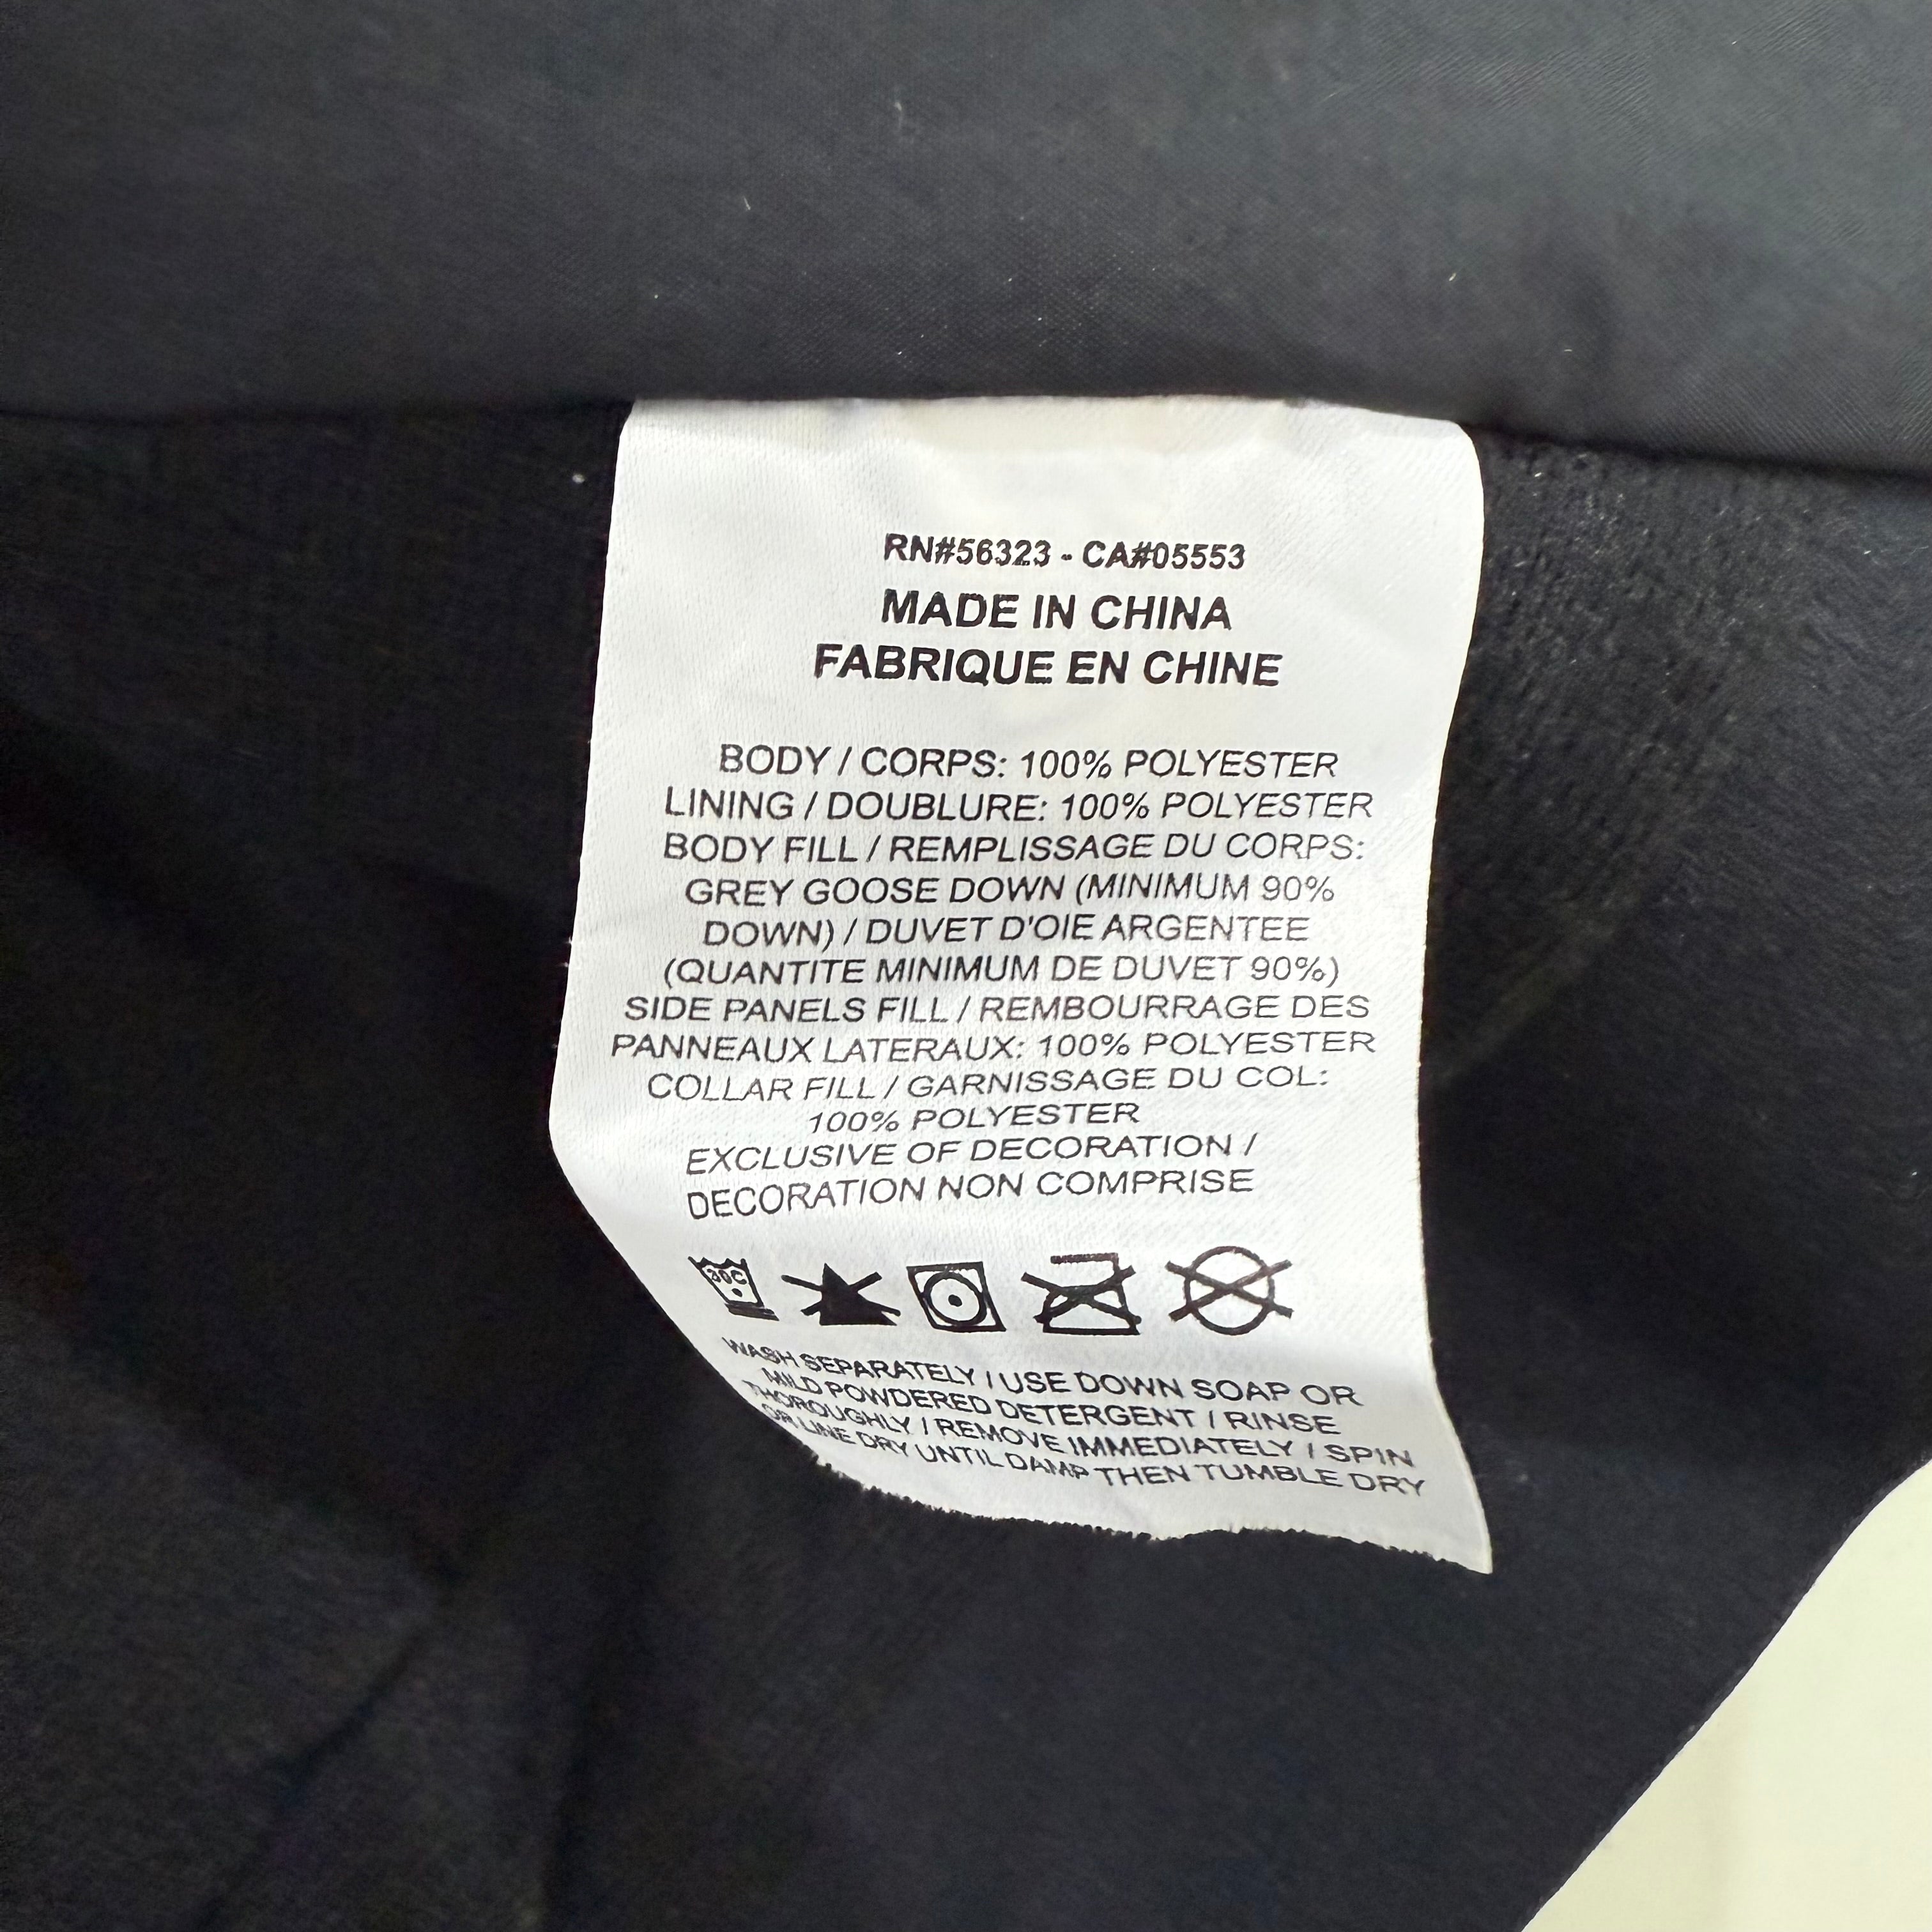 RN#56323 - CA#05553
MADE IN CHINA
FABRIQUE EN CHINE
BODY / CORPS: 100% POLYESTER
LINING / DOUBLURE: 100% POLYESTER
BODY FILL / REMPLISSAGE DU CORPS:
GREY GOOSE DOWN (MINIMUM 90%
DOWN) / DUVET D'OIE ARGENTEE
(QUANTITE MINIMUM DE DUVET 90%)
SIDE PANELS FILL / REMBOURRAGE DES
PANNEAUX LATERAUX: 100% POLYESTER
COLLAR FILL / GARNISSAGE DU COL:
100% POLYESTER
EXCLUSIVE OF DECORATION /
DECORATION NON COMPRISE
30C
WASH SEPARATELY / USE DOWN SOAP OR
MILD POWDERED DETERGENT / RINSE
THOROUGHLY / REMOVE IMMEDIATELY / SPIN
OR LINE DRY UNTIL DAMP THEN TUMBLE DRY